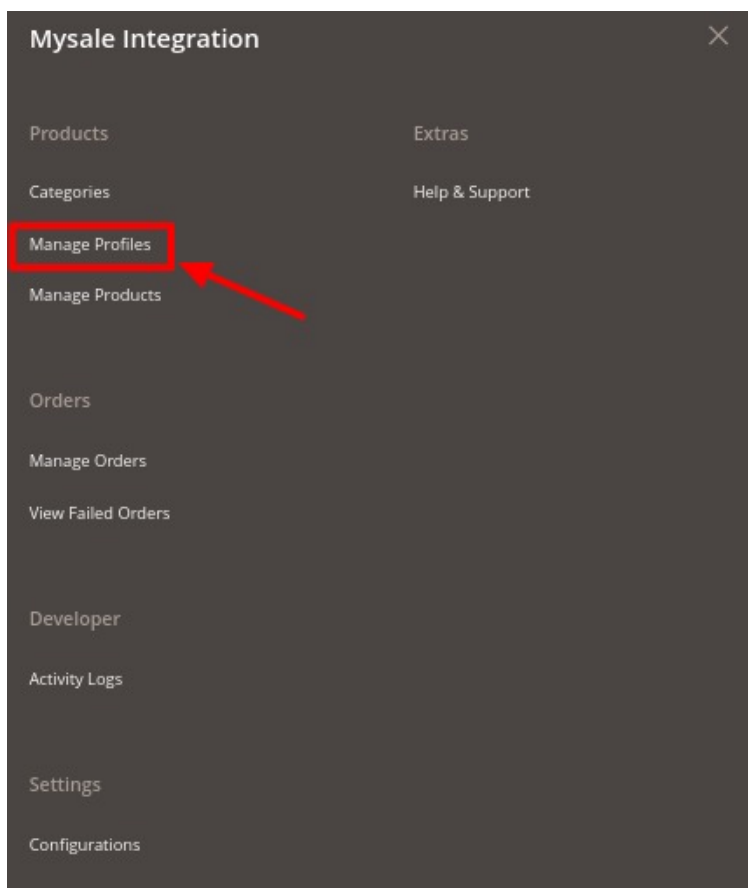 Mysale Integration
Products
Categories
Manage Profiles
Manage Products
Orders
Manage Orders
View Failed Orders
Developer
Activity Logs
Settings
Configurations
Extras
Help & Support